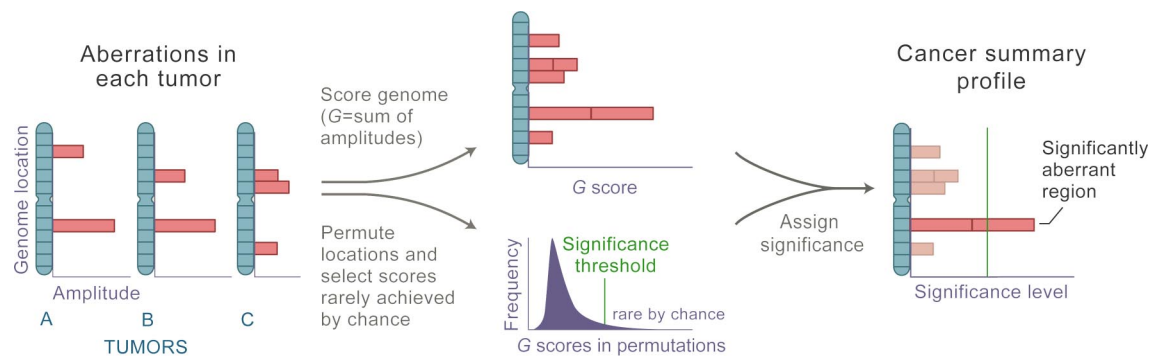 Aberrations in
each tumor
Genome location
Amplitude
A
B
C
TUMORS
Score genome
(G=sum of
amplitudes)
Permute
locations and
select scores
rarely achieved
by chance
G score
Frequency
Significance
threshold
rare by chance
G scores in permutations
Assign
significance
Cancer summary
profile
Significantly
aberrant
region
Significance level